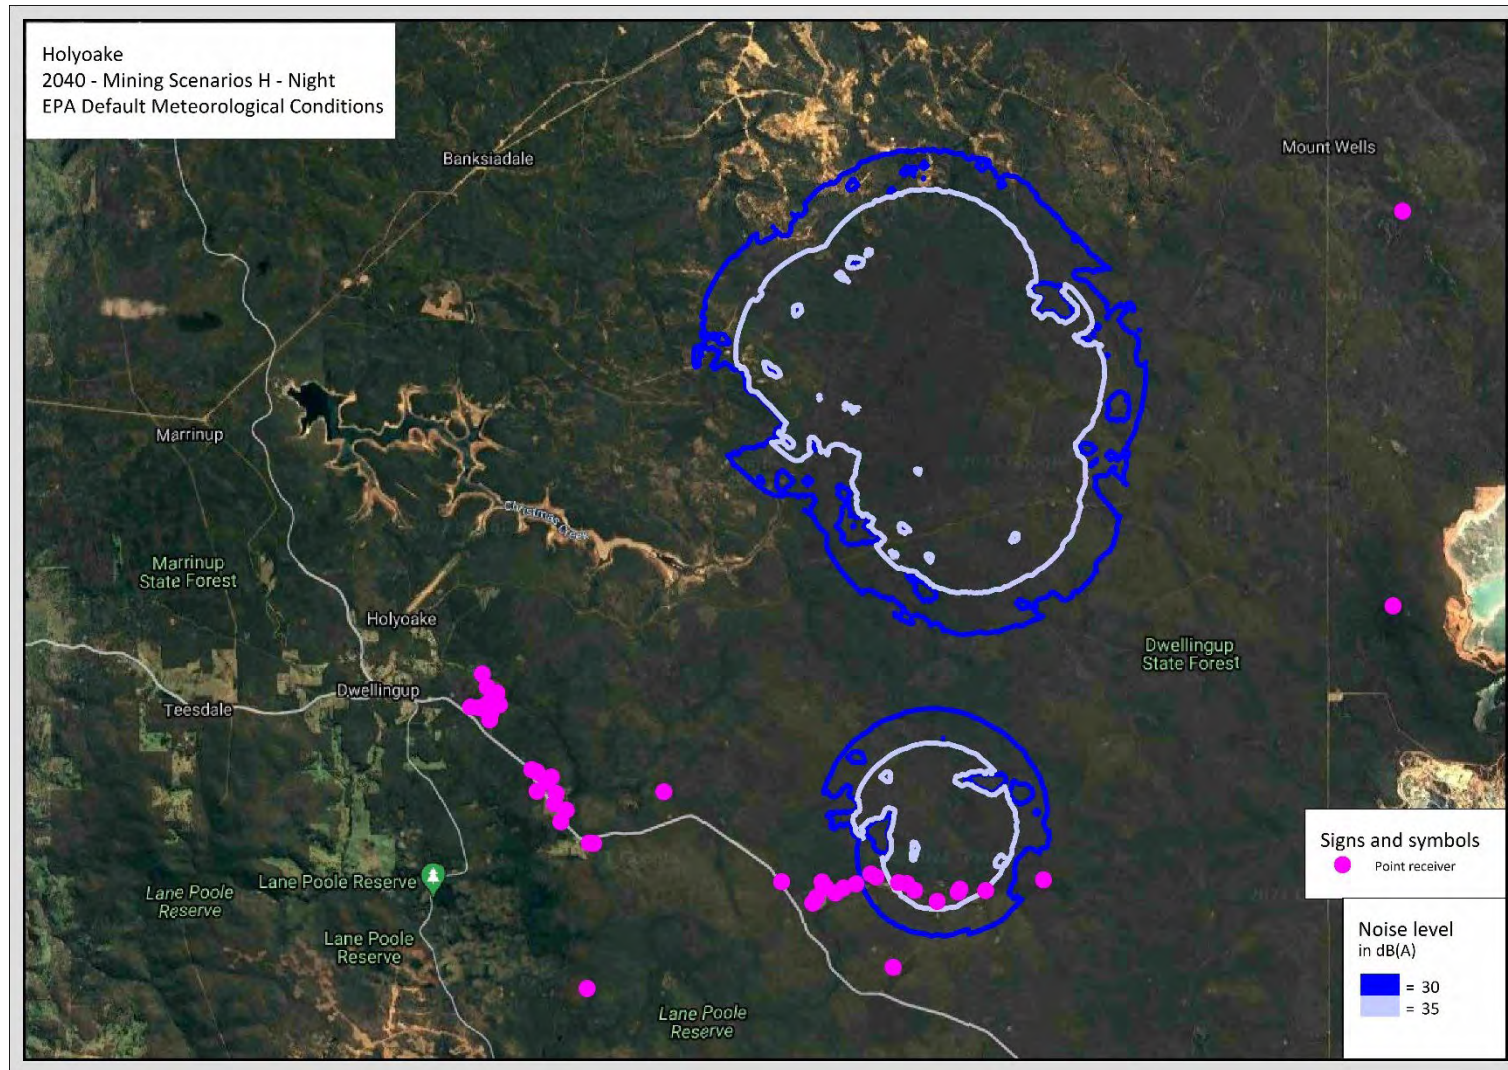 Holyoake
2040 - Mining Scenarios H - Night
EPA Default Meteorological Conditions
Banksiadale
Mount Wells
Marrinup
Christmas Creek
Marrinup
State Forest
Holyoake
Dwellingup
State Forest
Dwellingup
Teesdale
Lane Poole Reserve
Lane Poole
Reserve
Lane Poole
Reserve
Lane Poole
Reserve
Signs and symbols
Point receiver
Noise level
in dB(A)
= 30
= 35